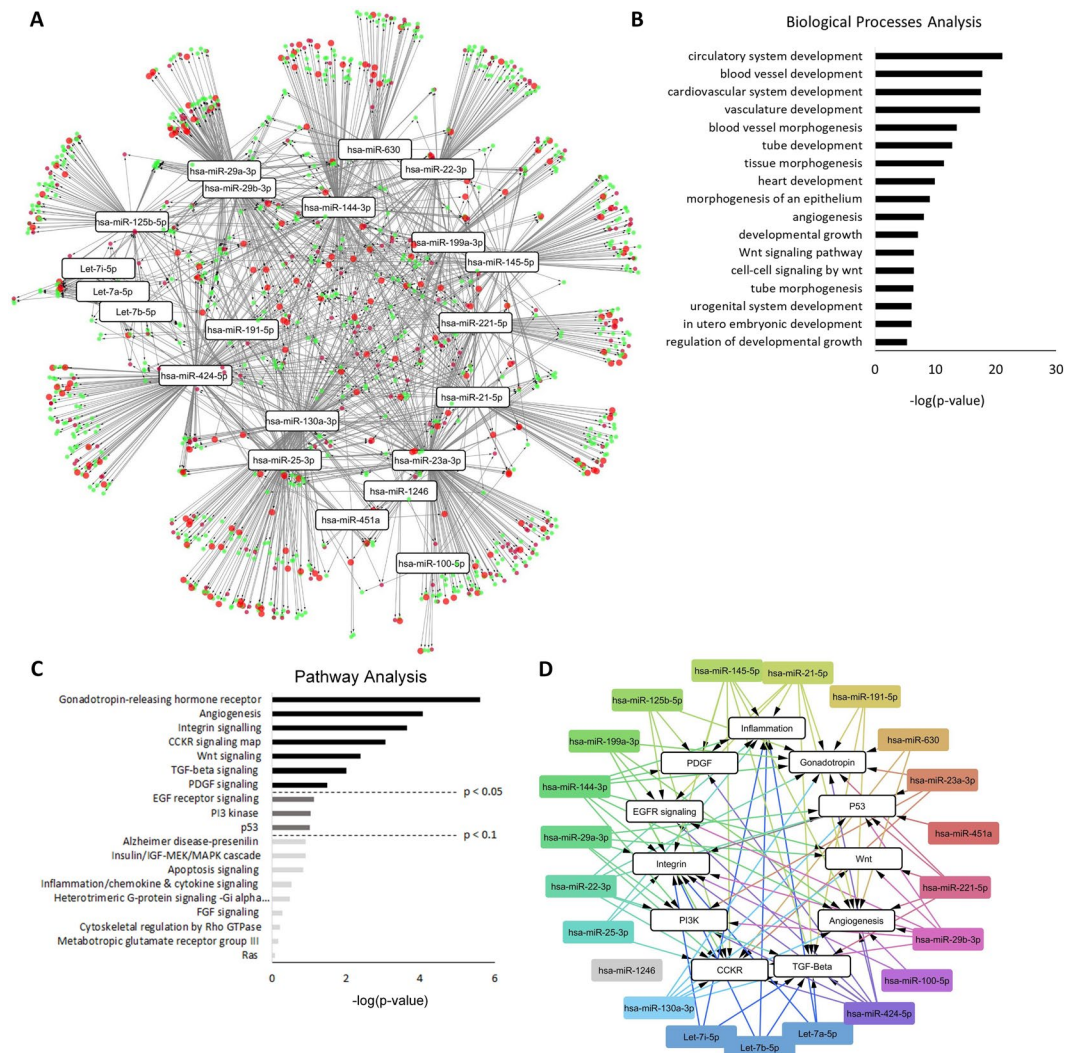 A
hsa-miR-630
hsa-miR-29a-3p
hsa-miR-22-3p
hsa-miR-29b-3p
hsa-miR-144-3p
hsa-miR-125b-5p
hsa-miR-199a-3p
hsa-miR-145-5p
Let-7i-5p
Let-7a-5p
Let-7b-5p
hsa-miR-191-5p
hsa-miR-221-5p
hsa-miR-424-5p
hsa-miR-21-5p
hsa-miR-130a-3p
hsa-miR-25-3p
hsa-miR-23a-3p
hsa-miR-1246
hsa-miR-451a
hsa-miR-100-5p
B
Biological Processes Analysis
circulatory system development
blood vessel development
cardiovascular system development
vasculature development
blood vessel morphogenesis
tube development
tissue morphogenesis
heart development
morphogenesis of an epithelium
angiogenesis
developmental growth
Wnt signaling pathway
cell-cell signaling by wnt
tube morphogenesis
urogenital system development
in utero embryonic development
regulation of developmental growth
0 10 20 30
-log(p-value)
C
Pathway Analysis
Gonadotropin-releasing hormone receptor
Angiogenesis
Integrin signalling
CCKR signaling map
Wnt signaling
TGF-beta signaling
PDGF signaling
p < 0.05
EGF receptor signaling
PI3 kinase
p53
p < 0.1
Alzheimer disease-presenilin
Insulin/IGF-MEK/MAPK cascade
Apoptosis signaling
Inflammation/chemokine & cytokine signaling
Heterotrimeric G-protein signaling -Gi alpha...
FGF signaling
Cytoskeletal regulation by Rho GTPase
Metabotropic glutamate receptor group III
Ras
0 2 4 6
-log(p-value)
D
hsa-miR-145-5p
hsa-miR-21-5p
hsa-miR-191-5p
hsa-miR-125b-5p
Inflammation
hsa-miR-199a-3p
hsa-miR-630
PDGF
Gonadotropin
hsa-miR-144-3p
hsa-miR-23a-3p
EGFR signaling
P53
hsa-miR-29a-3p
hsa-miR-451a
Integrin
Wnt
hsa-miR-22-3p
hsa-miR-221-5p
PI3K
Angiogenesis
hsa-miR-25-3p
hsa-miR-29b-3p
hsa-miR-1246
CCKR
TGF-Beta
hsa-miR-100-5p
hsa-miR-130a-3p
hsa-miR-424-5p
Let-7i-5p
Let-7b-5p
Let-7a-5p